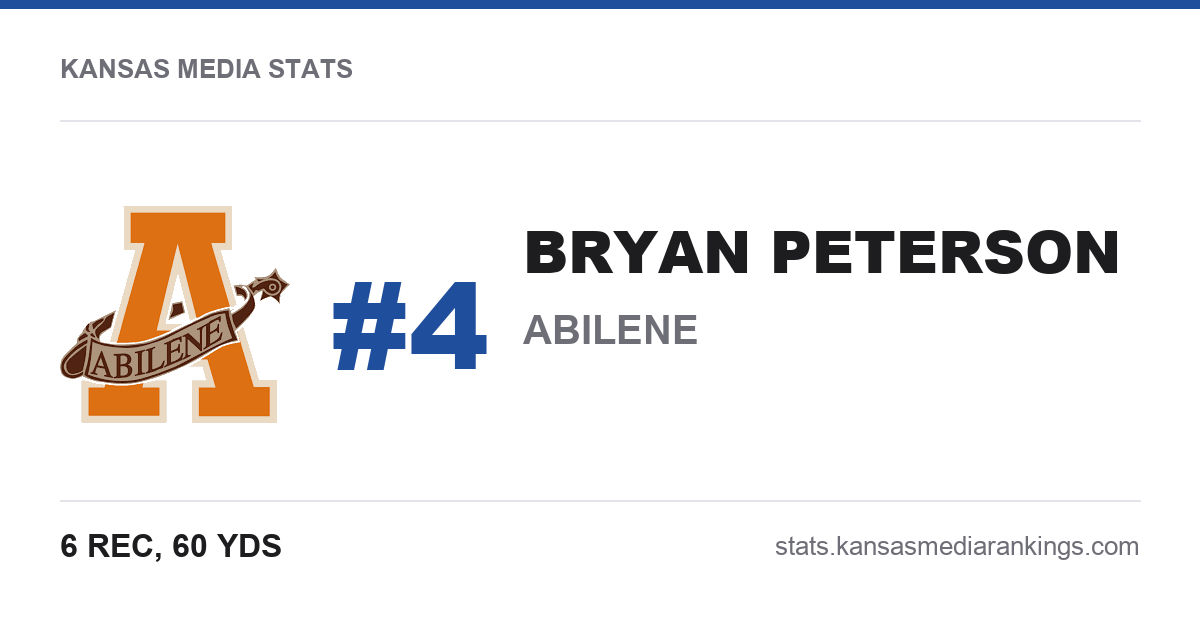 KANSAS MEDIA STATS
ABILENE
#4
BRYAN PETERSON
ABILENE
6 REC, 60 YDS
stats.kansasmediarankings.com